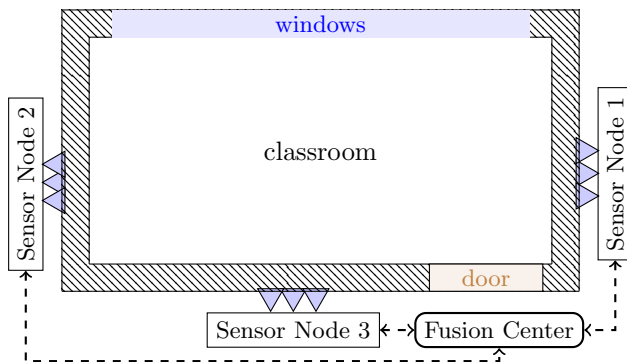 windows
Sensor Node 2
classroom
Sensor Node 1
door
Sensor Node 3
Fusion Center